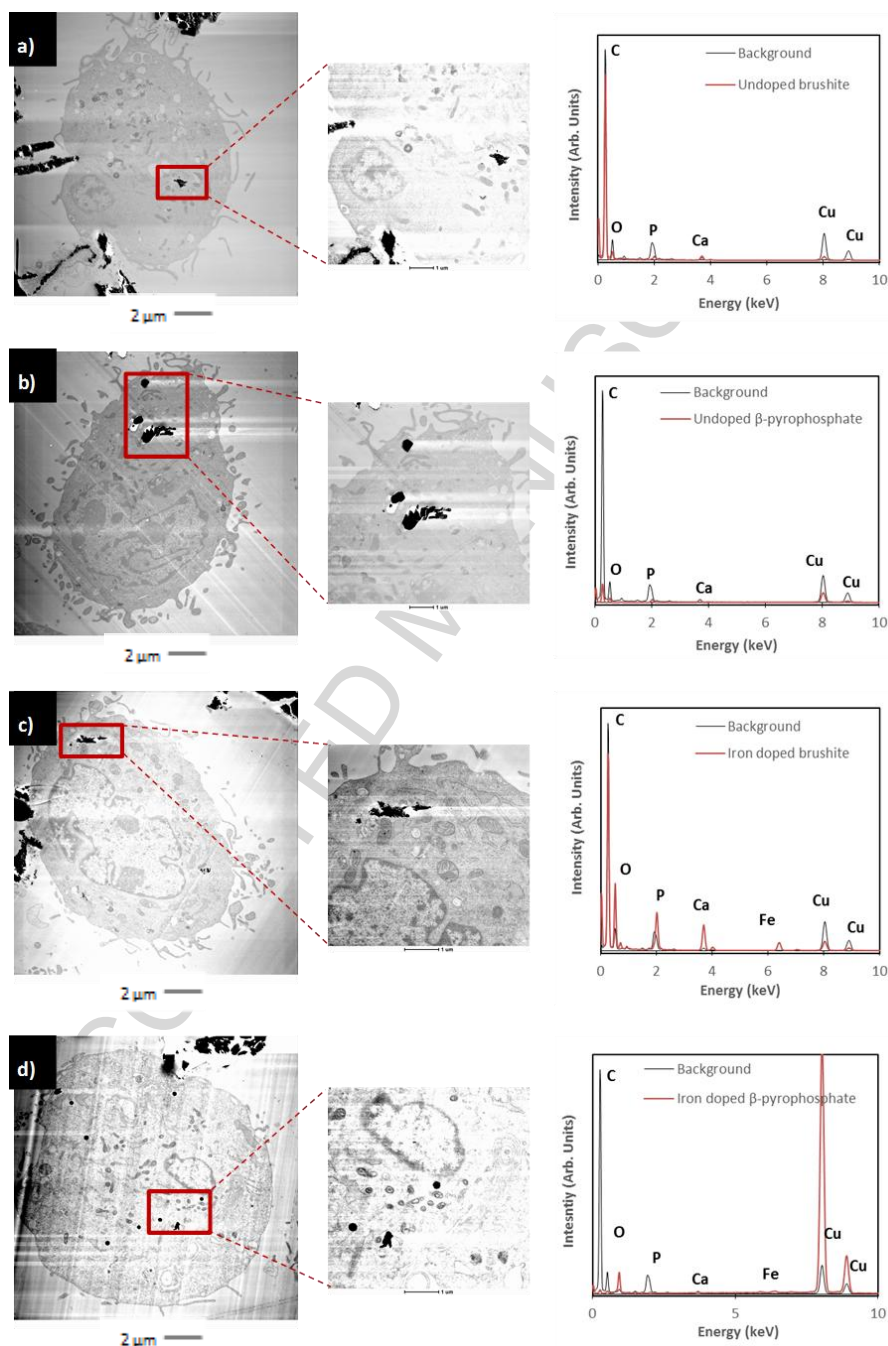 a)
2 μm
1 um
Background
Undoped brushite
C
O
P
Ca
Cu
Cu
Intensity (Arb. Units)
0 2 4 6 8 10
Energy (keV)
b)
2 μm
1 um
Background
Undoped β-pyrophosphate
C
O
P
Ca
Cu
Cu
Intensity (Arb. Units)
0 2 4 6 8 10
Energy (keV)
c)
2 μm
1 um
Background
Iron doped brushite
C
O
P
Ca
Fe
Cu
Cu
Intensity (Arb. Units)
0 2 4 6 8 10
Energy (keV)
d)
2 μm
1 um
Background
Iron doped β-pyrophosphate
C
O
P
Ca
Fe
Cu
Cu
Intesntiy (Arb. Units)
0 5 10
Energy (keV)